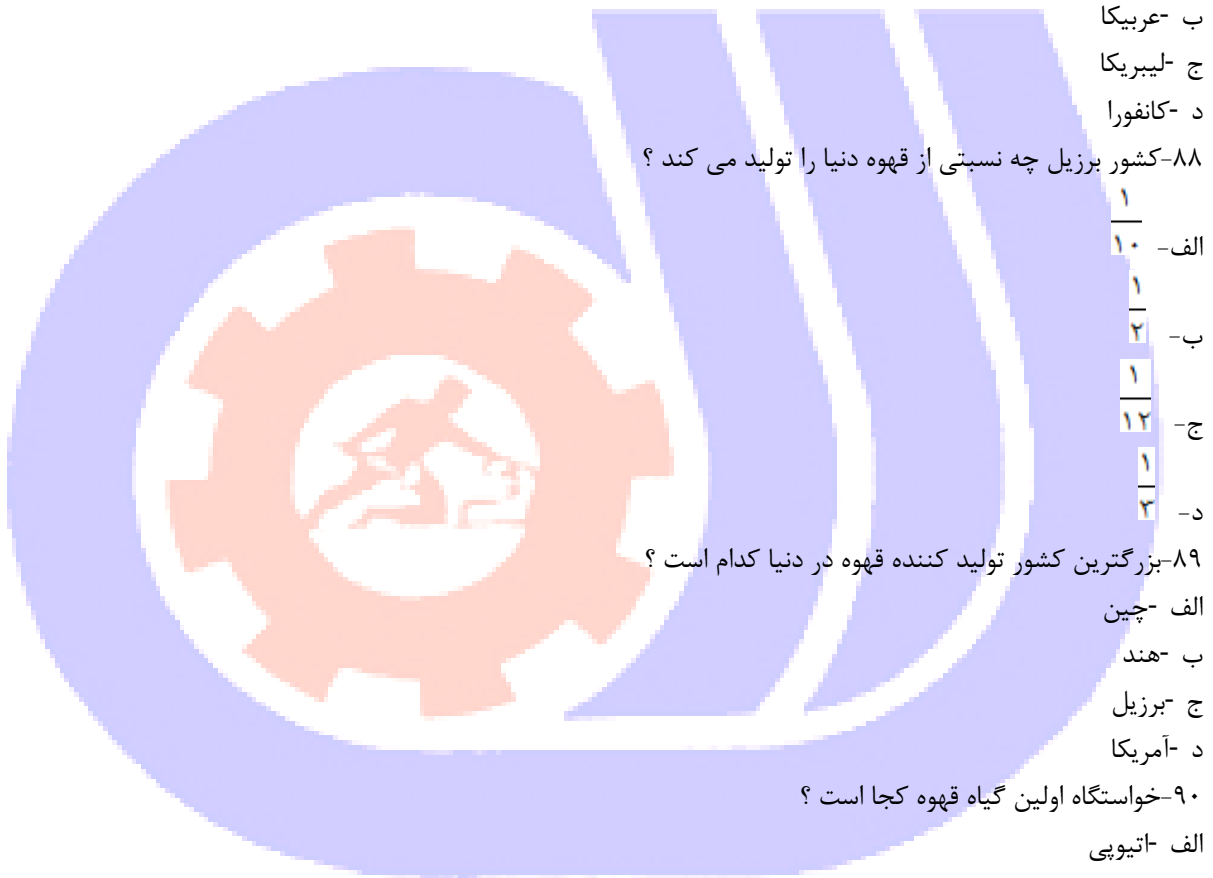 ب -عربیکا
ج -لیبریکا
د -کانفورا
۸۸-کشور برزیل چه نسبتی از قهوه دنیا را تولید می کند ؟
الف- ۱/۱۰
ب- ۱/۲
ج- ۱/۱۲
د- ۱/۳
۸۹-بزرگترین کشور تولید کننده قهوه در دنیا کدام است ؟
الف -چین
ب -هند
ج -برزیل
د -آمریکا
۹۰-خواستگاه اولین گیاه قهوه کجا است ؟
الف -اتیوپی